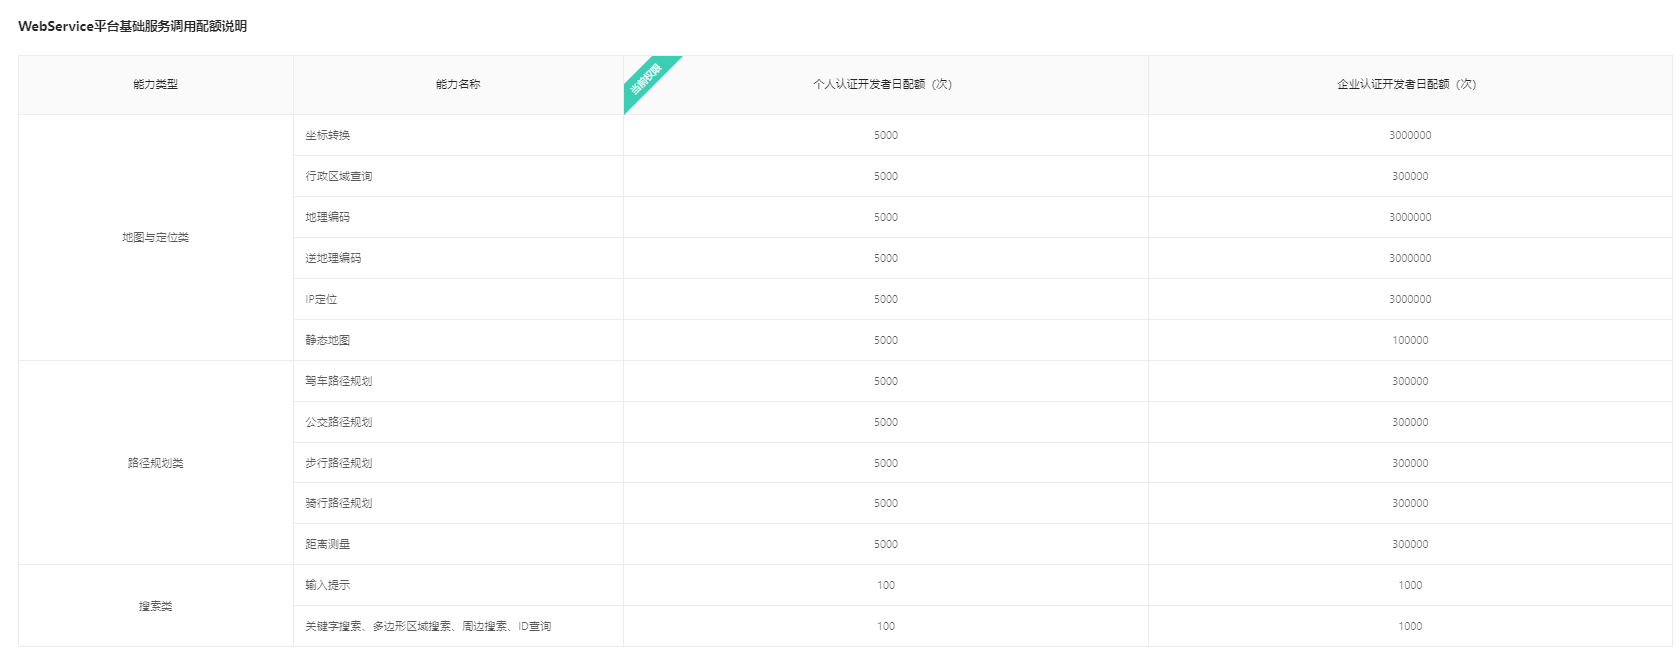 WebService平台基础服务调用配额说明
能力类型 能力名称 当前权限 个人认证开发者日配额（次） 企业认证开发者日配额（次）
地图与定位类
坐标转换 5000 3000000
行政区域查询 5000 300000
地理编码 5000 3000000
逆地理编码 5000 3000000
IP定位 5000 3000000
静态地图 5000 100000
路径规划类
驾车路径规划 5000 300000
公交路径规划 5000 300000
步行路径规划 5000 300000
骑行路径规划 5000 300000
距离测量 5000 300000
搜索类
输入提示 100 1000
关键字搜索、多边形区域搜索、周边搜索、ID查询 100 1000